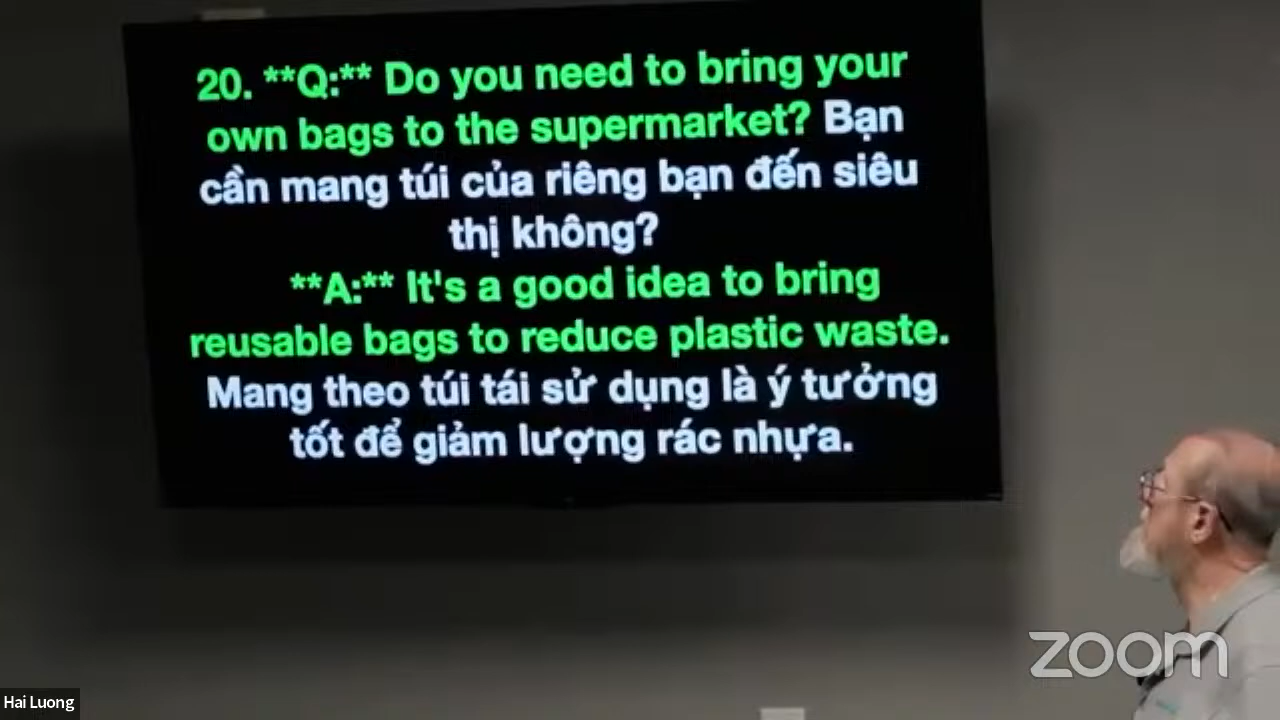 20. **Q:** Do you need to bring your
own bags to the supermarket? Bạn
cần mang túi của riêng bạn đến siêu
thị không?
**A:** It's a good idea to bring
reusable bags to reduce plastic waste.
Mang theo túi tái sử dụng là ý tưởng
tốt để giảm lượng rác nhựa.
zoom
Hai Luong